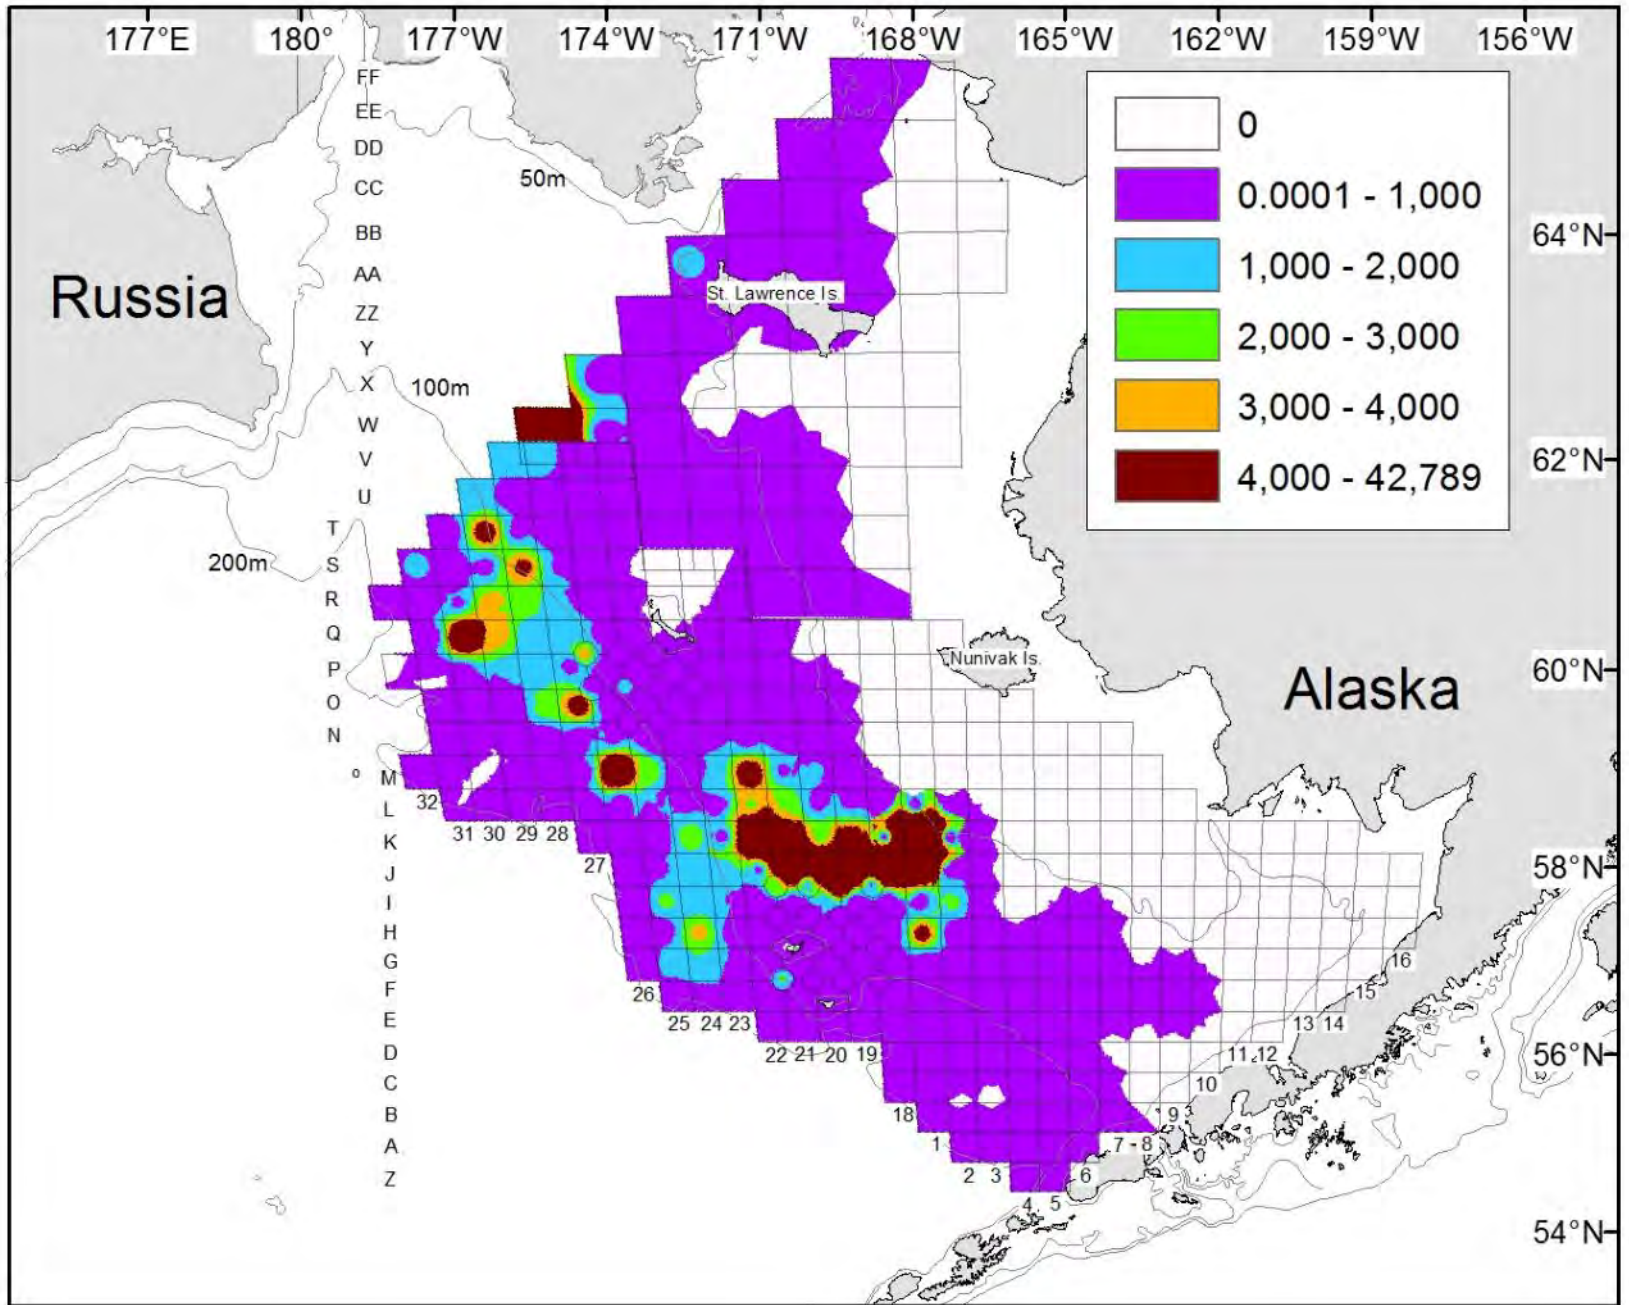 177°E 180° 177°W 174°W 171°W 168°W 165°W 162°W 159°W 156°W
FF
EE
DD
CC
BB
AA
ZZ
Y
X
W
V
U
T
S
R
Q
P
O
N
M
L
K
J
I
H
G
F
E
D
C
B
A
Z
50m
100m
200m
Russia
St. Lawrence Is.
Nunivak Is.
Alaska
0
0.0001 - 1,000
1,000 - 2,000
2,000 - 3,000
3,000 - 4,000
4,000 - 42,789
64°N
62°N
60°N
58°N
56°N
54°N
o
32
31 30 29 28
27
26
25 24 23
22 21 20 19
18
1
2 3
4 5
6
7 - 8
9
10
11 12
13 14
15
16